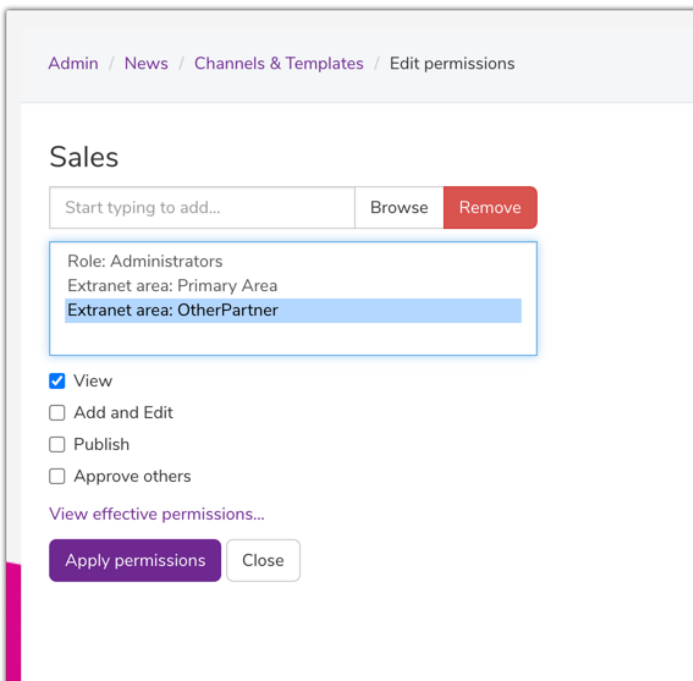 Admin / News / Channels & Templates / Edit permissions
Sales
Start typing to add... Browse Remove
Role: Administrators
Extranet area: Primary Area
Extranet area: OtherPartner
View
Add and Edit
Publish
Approve others
View effective permissions...
Apply permissions Close